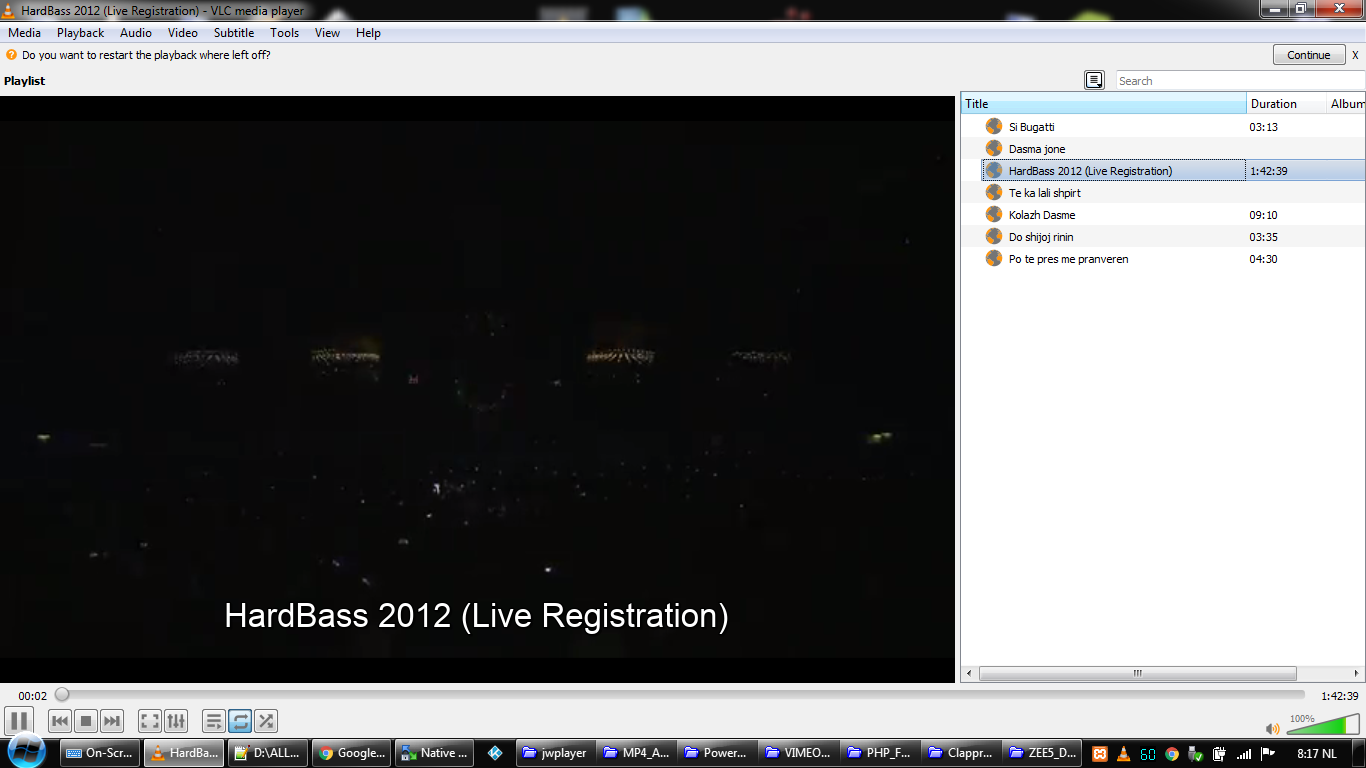 HardBass 2012 (Live Registration) - VLC media player
Media Playback Audio Video Subtitle Tools View Help
Do you want to restart the playback where left off? Continue X
Playlist Search
Title Duration Album
Si Bugatti 03:13
Dasma jone
HardBass 2012 (Live Registration) 1:42:39
Te ka lali shpirt
Kolazh Dasme 09:10
Do shijoj rinin 03:35
Po te pres me pranveren 04:30
HardBass 2012 (Live Registration)
00:02 1:42:39
100%
On-Scr... HardBa... D:\ALL... Google... Native ... jwplayer MP4_A... Power... VIMEO... PHP_F... Clappr... ZEE5_D... 60 8:17 NL